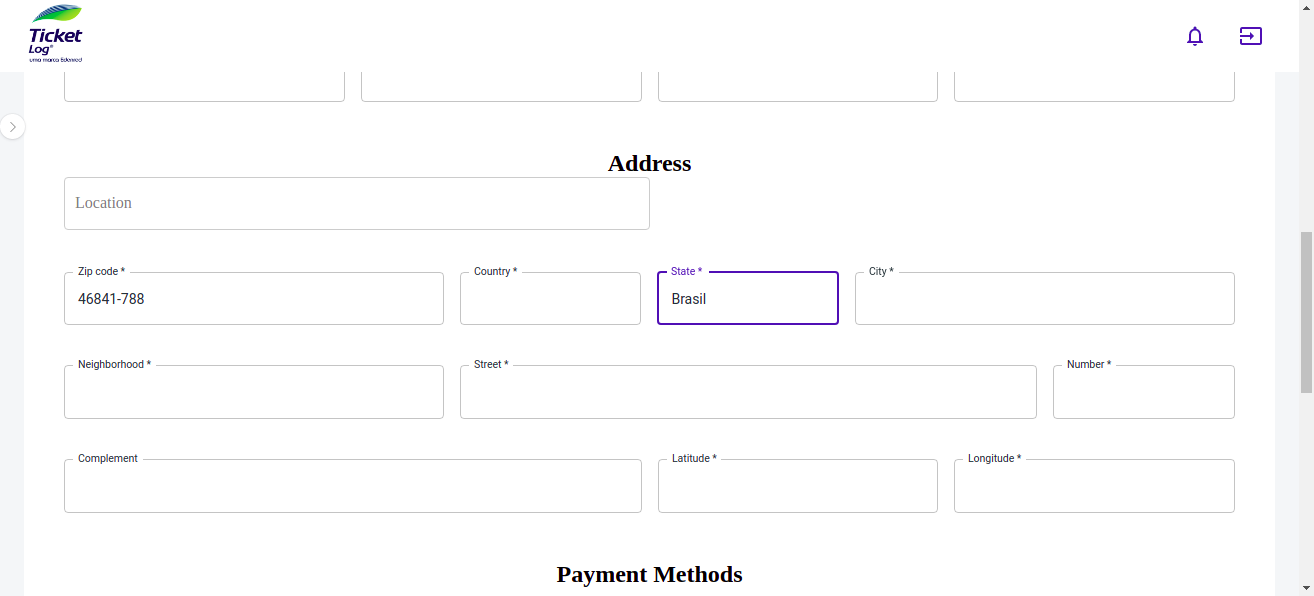 Ticket
Log®
uma marca Edenred
Address
Location
Zip code *
46841-788
Country *
State *
Brasil
City *
Neighborhood *
Street *
Number *
Complement
Latitude *
Longitude *
Payment Methods